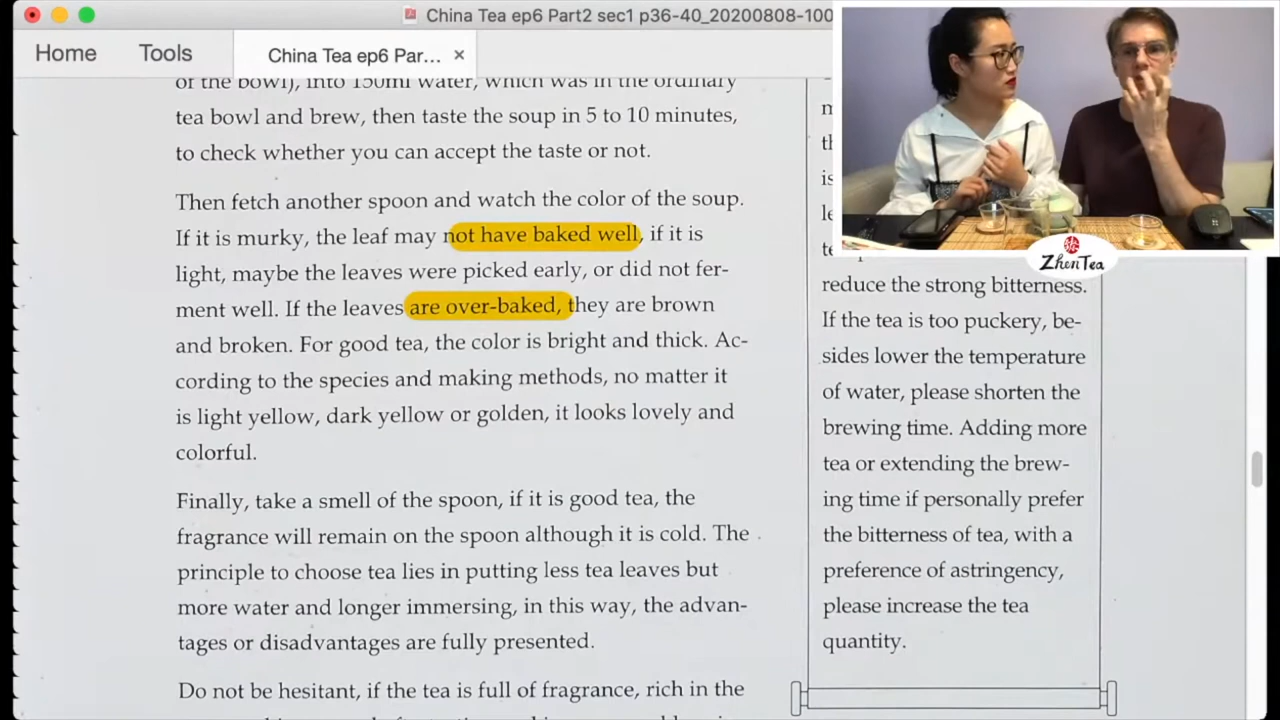 China Tea ep6 Part2 sec1 p36-40_20200808-100
Home
Tools
China Tea ep6 Par... ×
of the bowl), into 150ml water, which was in the ordinary
tea bowl and brew, then taste the soup in 5 to 10 minutes,
to check whether you can accept the taste or not.
Then fetch another spoon and watch the color of the soup.
If it is murky, the leaf may not have baked well, if it is
light, maybe the leaves were picked early, or did not fer-
ment well. If the leaves are over-baked, they are brown
and broken. For good tea, the color is bright and thick. Ac-
cording to the species and making methods, no matter it
is light yellow, dark yellow or golden, it looks lovely and
colorful.
Finally, take a smell of the spoon, if it is good tea, the
fragrance will remain on the spoon although it is cold. The
principle to choose tea lies in putting less tea leaves but
more water and longer immersing, in this way, the advan-
tages or disadvantages are fully presented.
Do not be hesitant, if the tea is full of fragrance, rich in the
ZhenTea
reduce the strong bitterness.
If the tea is too puckery, be-
sides lower the temperature
of water, please shorten the
brewing time. Adding more
tea or extending the brew-
ing time if personally prefer
the bitterness of tea, with a
preference of astringency,
please increase the tea
quantity.